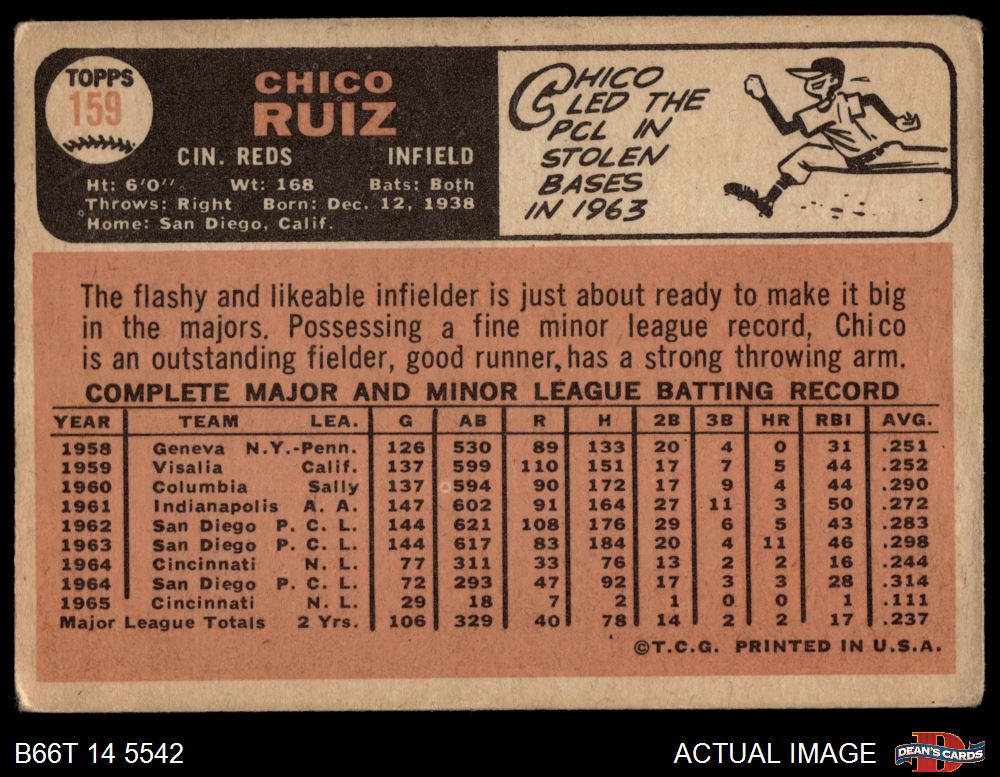 TOPPS
159
CHICO
RUIZ
CIN. REDS INFIELD
Ht: 6'0" Wt: 168 Bats: Both
Throws: Right Born: Dec. 12, 1938
Home: San Diego, Calif.
CHICO
LED THE
PCL IN
STOLEN
BASES
IN 1963
The flashy and likeable infielder is just about ready to make it big
in the majors. Possessing a fine minor league record, Chico
is an outstanding fielder, good runner, has a strong throwing arm.
COMPLETE MAJOR AND MINOR LEAGUE BATTING RECORD
YEAR TEAM LEA. G AB R H 2B 3B HR RBI AVG.
1958 Geneva N.Y.-Penn. 126 530 89 133 20 4 0 31 .251
1959 Visalia Calif. 137 599 110 151 17 7 5 44 .252
1960 Columbia Sally 137 594 90 172 17 9 4 44 .290
1961 Indianapolis A. A. 147 602 91 164 27 11 3 50 .272
1962 San Diego P. C. L. 144 621 108 176 29 6 5 43 .283
1963 San Diego P. C. L. 144 617 83 184 20 4 11 46 .298
1964 Cincinnati N. L. 77 311 33 76 13 2 2 16 .244
1964 San Diego P. C. L. 72 293 47 92 17 3 3 28 .314
1965 Cincinnati N. L. 29 18 7 2 1 0 0 1 .111
Major League Totals 2 Yrs. 106 329 40 78 14 2 2 17 .237
©T.C.G. PRINTED IN U.S.A.
B66T 14 5542
ACTUAL IMAGE
DEAN'S CARDS